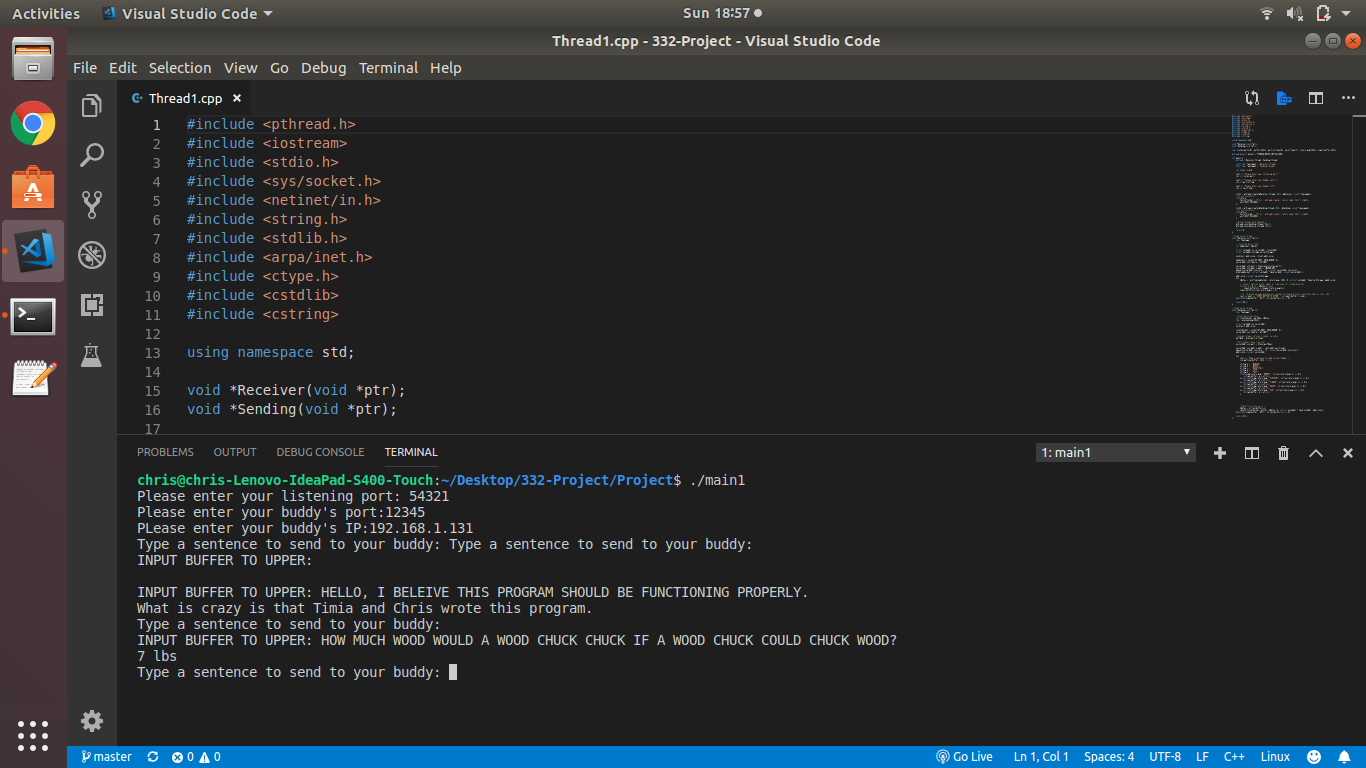 Activities Visual Studio Code Sun 18:57
Thread1.cpp - 332-Project - Visual Studio Code
File Edit Selection View Go Debug Terminal Help
Thread1.cpp
1 #include <pthread.h>
2 #include <iostream>
3 #include <stdio.h>
4 #include <sys/socket.h>
5 #include <netinet/in.h>
6 #include <string.h>
7 #include <stdlib.h>
8 #include <arpa/inet.h>
9 #include <ctype.h>
10 #include <cstdlib>
11 #include <cstring>
12
13 using namespace std;
14
15 void *Receiver(void *ptr);
16 void *Sending(void *ptr);
17
PROBLEMS OUTPUT DEBUG CONSOLE TERMINAL 1: main1
chris@chris-Lenovo-IdeaPad-S400-Touch:~/Desktop/332-Project/Project$ ./main1
Please enter your listening port: 54321
Please enter your buddy's port:12345
PLease enter your buddy's IP:192.168.1.131
Type a sentence to send to your buddy: Type a sentence to send to your buddy:
INPUT BUFFER TO UPPER:
INPUT BUFFER TO UPPER: HELLO, I BELEIVE THIS PROGRAM SHOULD BE FUNCTIONING PROPERLY.
What is crazy is that Timia and Chris wrote this program.
Type a sentence to send to your buddy:
INPUT BUFFER TO UPPER: HOW MUCH WOOD WOULD A WOOD CHUCK CHUCK IF A WOOD CHUCK COULD CHUCK WOOD?
7 lbs
Type a sentence to send to your buddy:
master 0 0 Go Live Ln 1, Col 1 Spaces: 4 UTF-8 LF C++ Linux